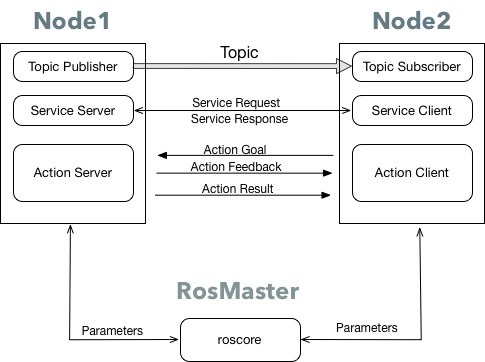 Node1
Node2
Topic
Topic Publisher
Topic Subscriber
Service Server
Service Request
Service Response
Service Client
Action Goal
Action Server
Action Feedback
Action Client
Action Result
RosMaster
Parameters
roscore
Parameters